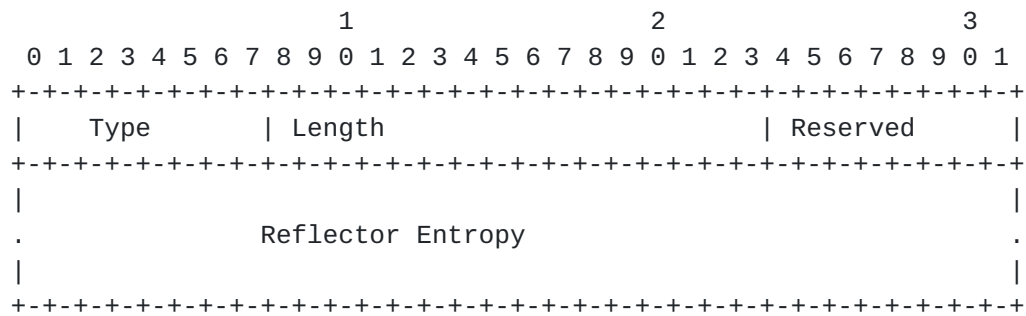 1                   2                   3
 0 1 2 3 4 5 6 7 8 9 0 1 2 3 4 5 6 7 8 9 0 1 2 3 4 5 6 7 8 9 0 1
+-+-+-+-+-+-+-+-+-+-+-+-+-+-+-+-+-+-+-+-+-+-+-+-+-+-+-+-+-+-+-+-+
|    Type       | Length                        | Reserved      |
+-+-+-+-+-+-+-+-+-+-+-+-+-+-+-+-+-+-+-+-+-+-+-+-+-+-+-+-+-+-+-+-+
|                                                               |
.               Reflector Entropy                               .
|                                                               |
+-+-+-+-+-+-+-+-+-+-+-+-+-+-+-+-+-+-+-+-+-+-+-+-+-+-+-+-+-+-+-+-+